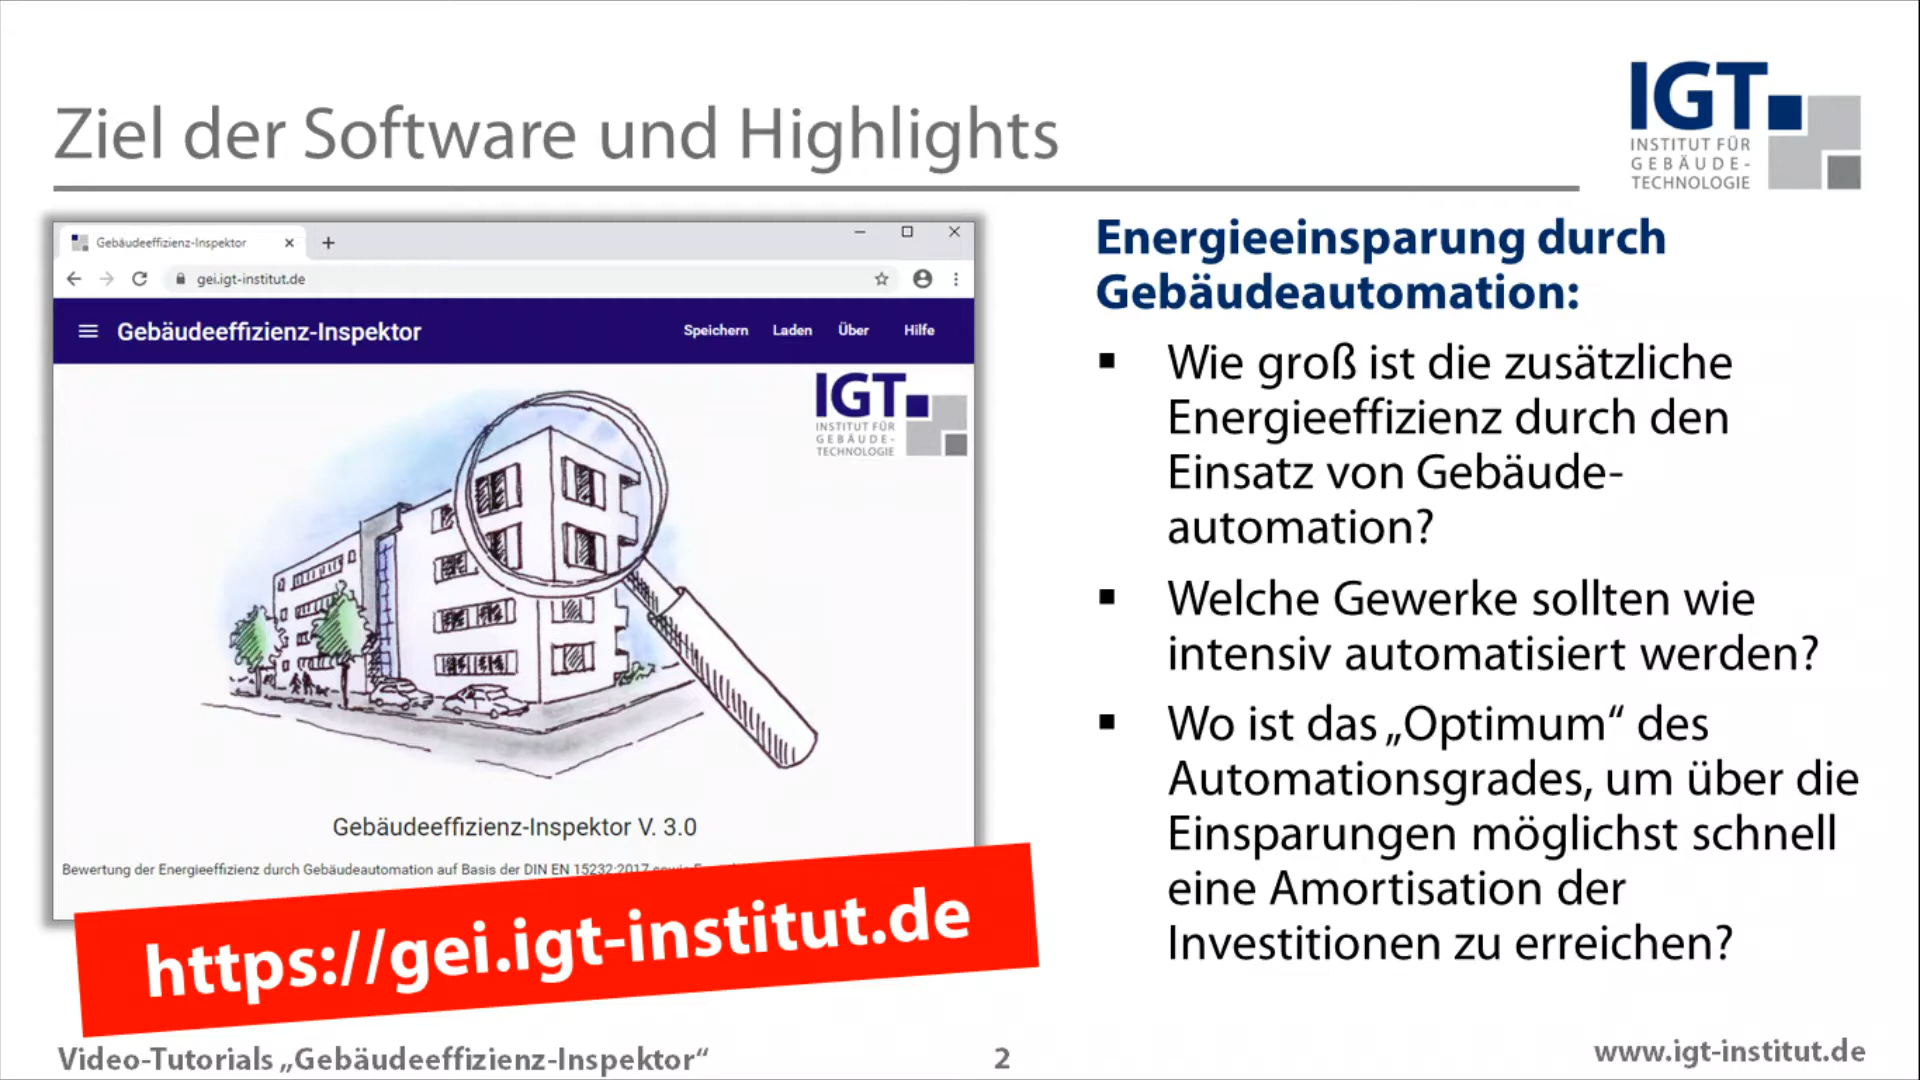 Ziel der Software und Highlights
IGT
INSTITUT FÜR
GEBÄUDE-
TECHNOLOGIE
Gebäudeeffizienz-Inspektor
gei.igt-institut.de
Gebäudeeffizienz-Inspektor
Speichern Laden Über Hilfe
IGT
INSTITUT FÜR
GEBÄUDE-
TECHNOLOGIE
Gebäudeeffizienz-Inspektor V. 3.0
Bewertung der Energieeffizienz durch Gebäudeautomation auf Basis der DIN EN 15232:2017 sowie
https://gei.igt-institut.de
Energieeinsparung durch
Gebäudeautomation:
▪ Wie groß ist die zusätzliche
Energieeffizienz durch den
Einsatz von Gebäude-
automation?
▪ Welche Gewerke sollten wie
intensiv automatisiert werden?
▪ Wo ist das „Optimum“ des
Automationsgrades, um über die
Einsparungen möglichst schnell
eine Amortisation der
Investitionen zu erreichen?
Video-Tutorials „Gebäudeeffizienz-Inspektor“
2
www.igt-institut.de